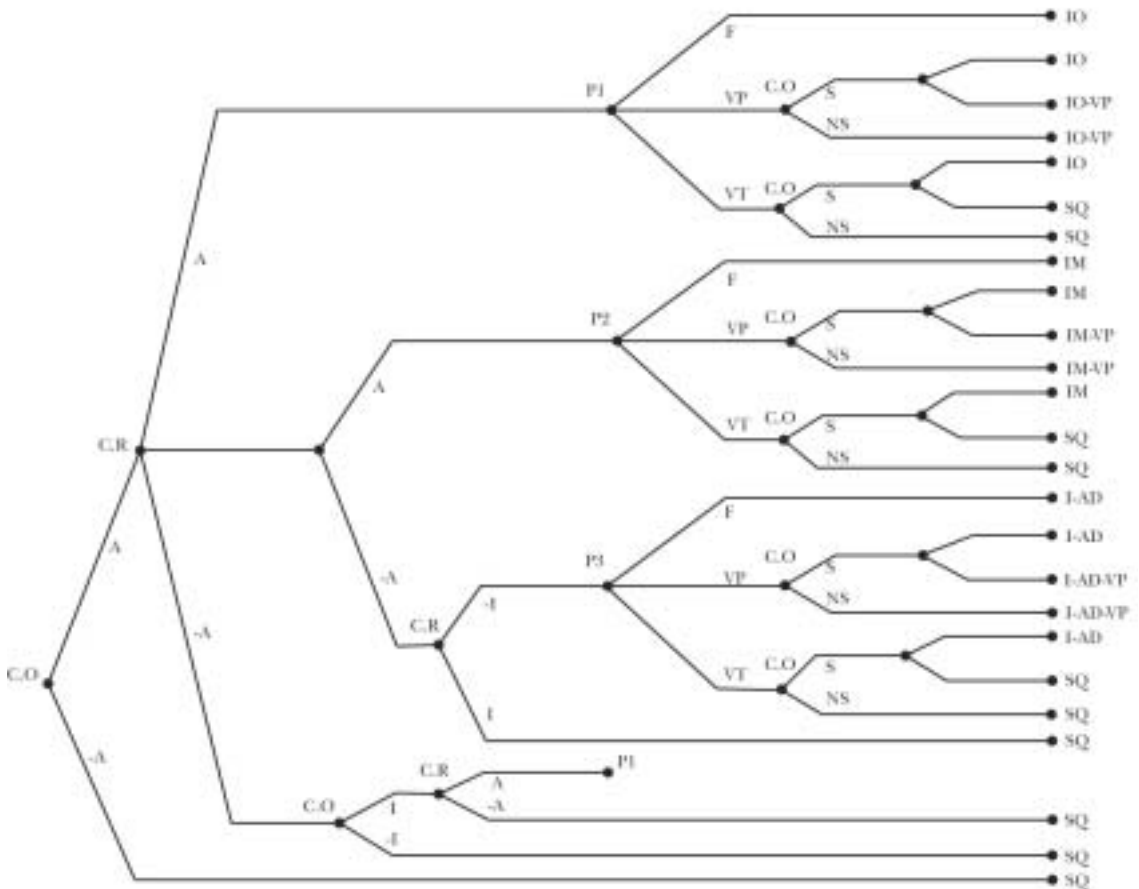 IO
F
IO
P1
VP
C.O
S
IO-VP
NS
IO-VP
IO
VT
C.O
S
SQ
NS
SQ
A
IM
F
IM
P2
VP
C.O
S
IM-VP
NS
IM-VP
A
IM
VT
C.O
S
SQ
C.R
NS
SQ
I-AD
F
I-AD
A
P3
C.O
-A
VP
S
I-AD-VP
-I
NS
I-AD-VP
-A
C.R
I-AD
VT
C.O
S
C.O
SQ
NS
I
SQ
SQ
-A
C.R
P1
A
C.O
I
-A
SQ
-I
SQ
SQ